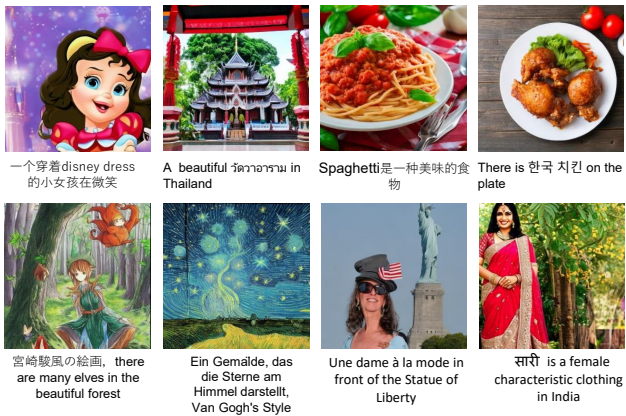 一个穿着disney dress
的小女孩在微笑
A beautiful วัดวาอาราม in
Thailand
Spaghetti是一种美味的食
物
There is 한국 치킨 on the
plate
宮崎駿風の絵画, there
are many elves in the
beautiful forest
Ein Gemälde, das
die Sterne am
Himmel darstellt,
Van Gogh's Style
Une dame à la mode in
front of the Statue of
Liberty
सारी is a female
characteristic clothing
in India